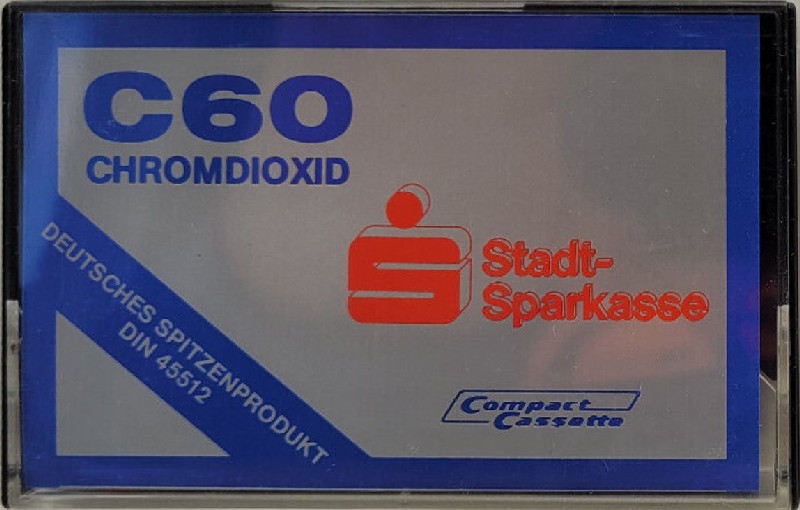 C60
CHROMDIOXID
DEUTSCHES SPITZENPRODUKT
DIN 45512
Stadt-
Sparkasse
Compact
Cassette